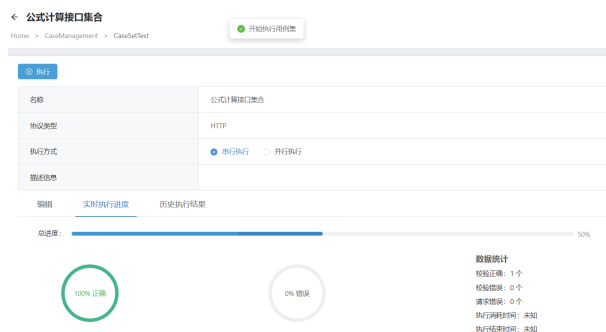 ← 公式计算接口集合
Home > CaseManagement > CaseSetTest
开始执行用例集
执行
名称 公式计算接口集合
协议类型 HTTP
执行方式 串行执行 并行执行
描述信息
编辑 实时执行进度 历史执行结果
总进度： 50%
100% 正确
0% 错误
数据统计
校验正确：1 个
校验错误：0 个
请求错误：0 个
执行消耗时间：未知
执行结束时间：未知